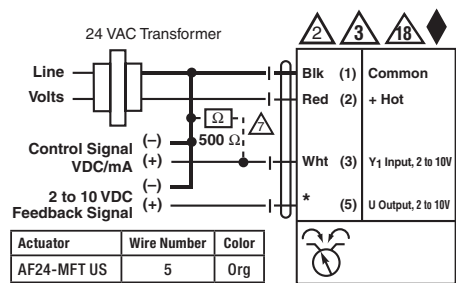 24 VAC Transformer
2 3 18
Line
Volts
Blk (1) Common
Red (2) + Hot
Ω
7
500 Ω
Control Signal (–)
VDC/mA (+)
Wht (3) Y1 Input, 2 to 10V
2 to 10 VDC (–)
Feedback Signal (+)
* (5) U Output, 2 to 10V
Actuator Wire Number Color
AF24-MFT US 5 Org